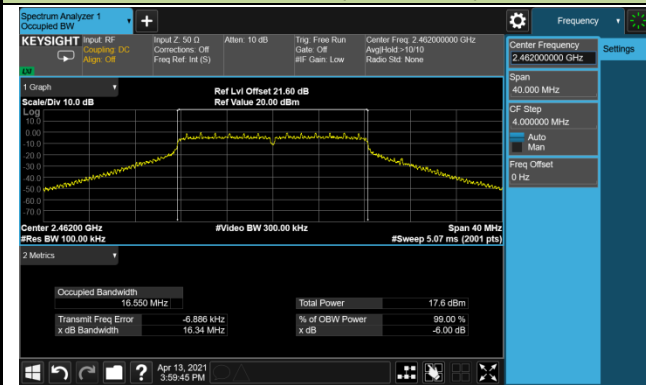 Spectrum Analyzer 1
Occupied BW
Frequency
KEYSIGHT
Input: RF
Coupling: DC
Align: Off
Input Z: 50 Ω
Corrections: Off
Freq Ref: Int (S)
Atten: 10 dB
Trig: Free Run
Gate: Off
#IF Gain: Low
Center Freq: 2.462000000 GHz
Avg|Hold:>10/10
Radio Std: None
LXI
Center Frequency
2.462000000 GHz
Settings
Span
40.000 MHz
CF Step
4.000000 MHz
Auto
Man
Freq Offset
0 Hz
1 Graph
Scale/Div 10.0 dB
Ref Lvl Offset 21.60 dB
Ref Value 20.00 dBm
Log
10.0
0.00
-10.0
-20.0
-30.0
-40.0
-50.0
-60.0
-70.0
Center 2.46200 GHz
#Res BW 100.00 kHz
#Video BW 300.00 kHz
Span 40 MHz
#Sweep 5.07 ms (2001 pts)
2 Metrics
Occupied Bandwidth
16.550 MHz
Total Power 17.6 dBm
Transmit Freq Error -6.886 kHz
% of OBW Power 99.00 %
x dB Bandwidth 16.34 MHz
x dB -6.00 dB
?
Apr 13, 2021
3:59:45 PM